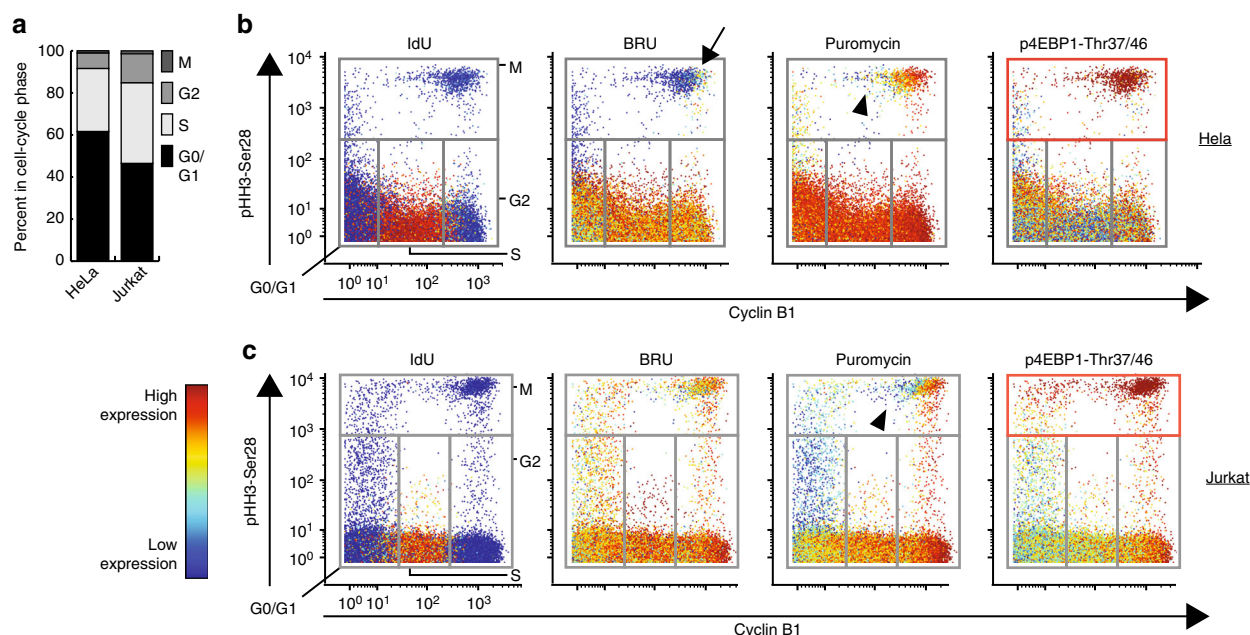 a
Percent in cell-cycle phase
100
80
60
40
20
0
HeLa
Jurkat
M
G2
S
G0/
G1
b
IdU
BRU
Puromycin
p4EBP1-Thr37/46
pHH3-Ser28
10⁴
10³
10²
10¹
10⁰
M
G2
S
G0/G1
10⁰ 10¹ 10² 10³
Cyclin B1
Hela
High
expression
Low
expression
c
IdU
BRU
Puromycin
p4EBP1-Thr37/46
pHH3-Ser28
10⁴
10³
10²
10¹
10⁰
M
G2
S
G0/G1
10⁰ 10¹ 10² 10³
Cyclin B1
Jurkat